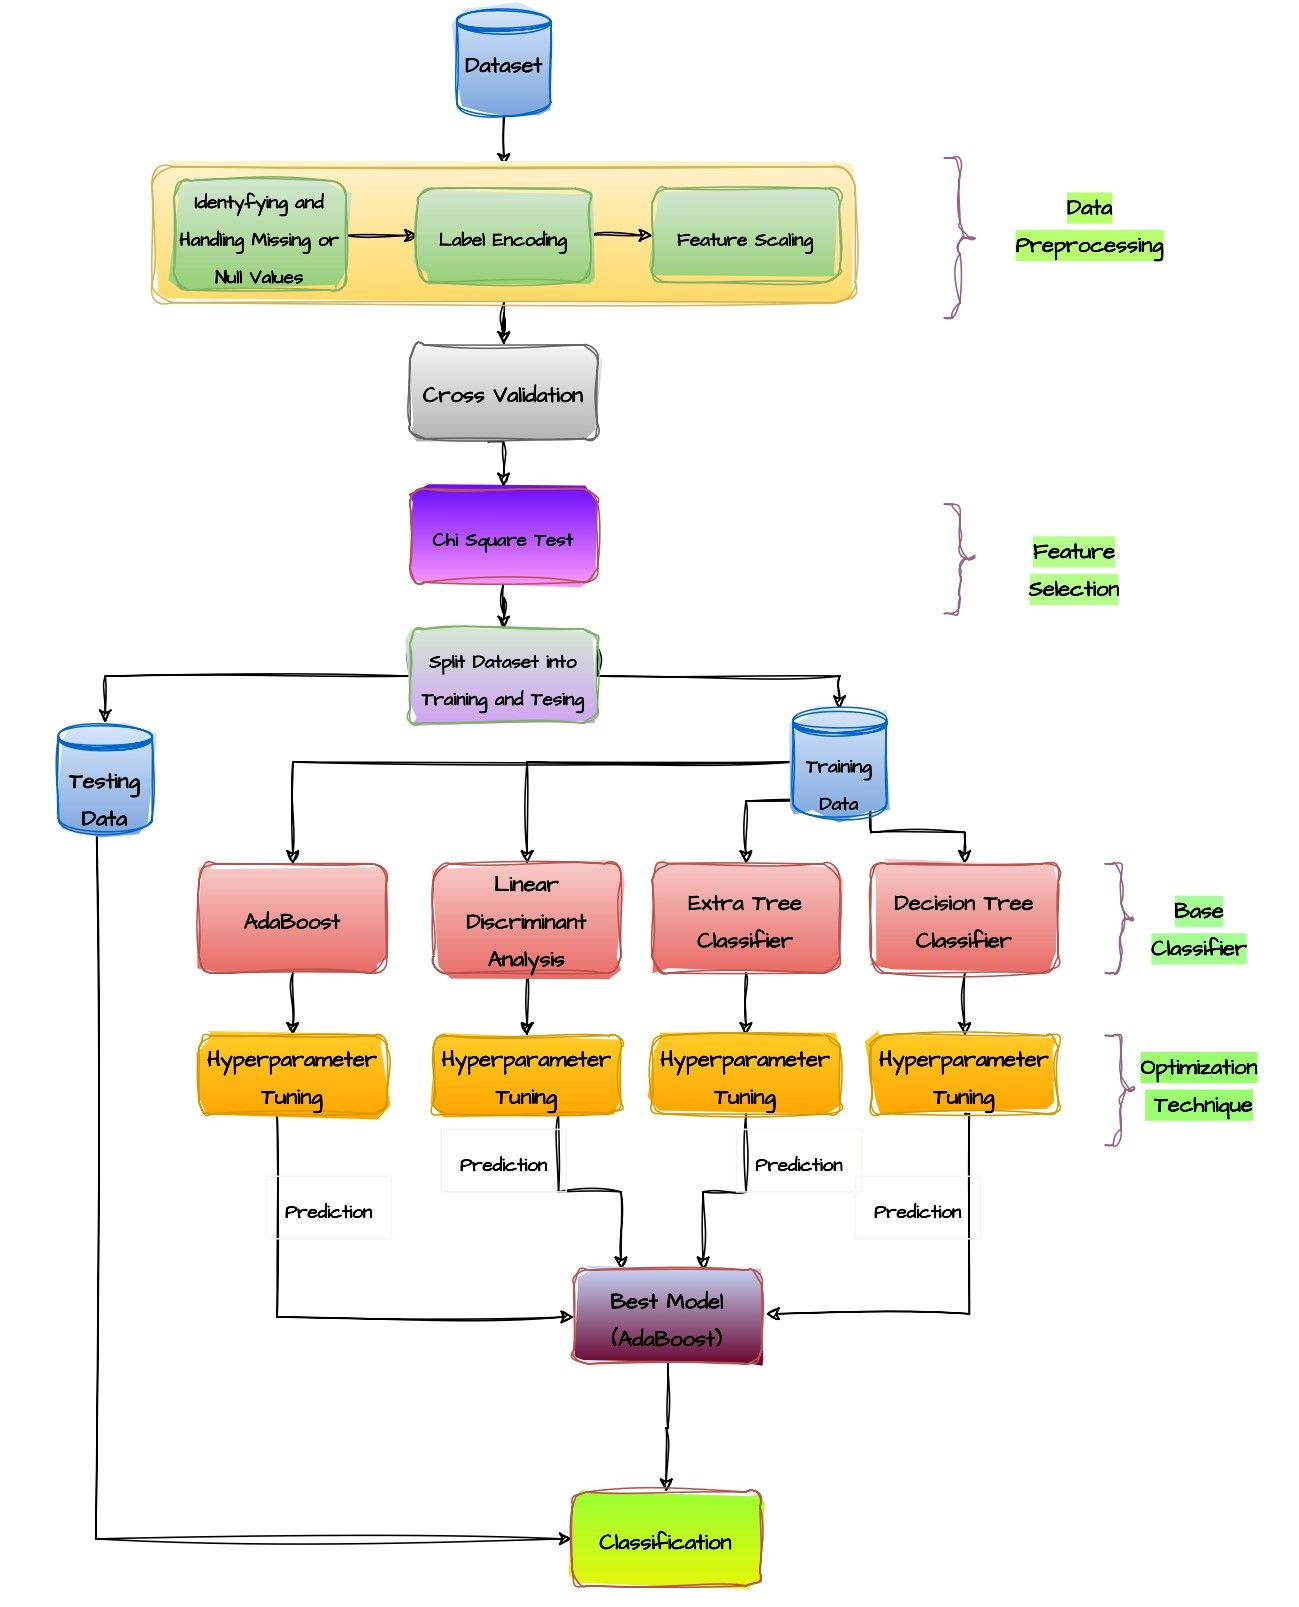 Dataset
Identyfying and
Handling Missing or
Null Values
Label Encoding
Feature Scaling
Data
Preprocessing
Cross Validation
Chi Square Test
Feature
Selection
Split Dataset into
Training and Tesing
Testing
Data
Training
Data
AdaBoost
Linear
Discriminant
Analysis
Extra Tree
Classifier
Decision Tree
Classifier
Base
Classifier
Hyperparameter
Tuning
Hyperparameter
Tuning
Hyperparameter
Tuning
Hyperparameter
Tuning
Optimization
Technique
Prediction
Prediction
Prediction
Prediction
Best Model
(AdaBoost)
Classification